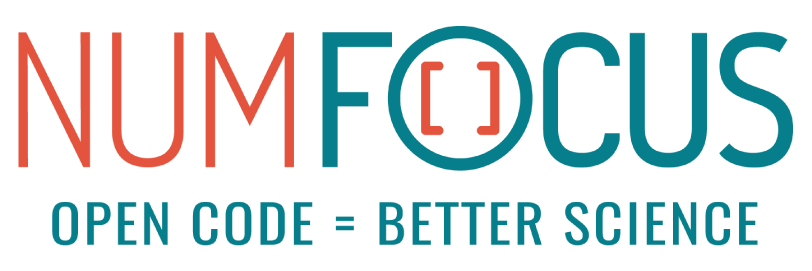 NUMFOCUS
OPEN CODE = BETTER SCIENCE